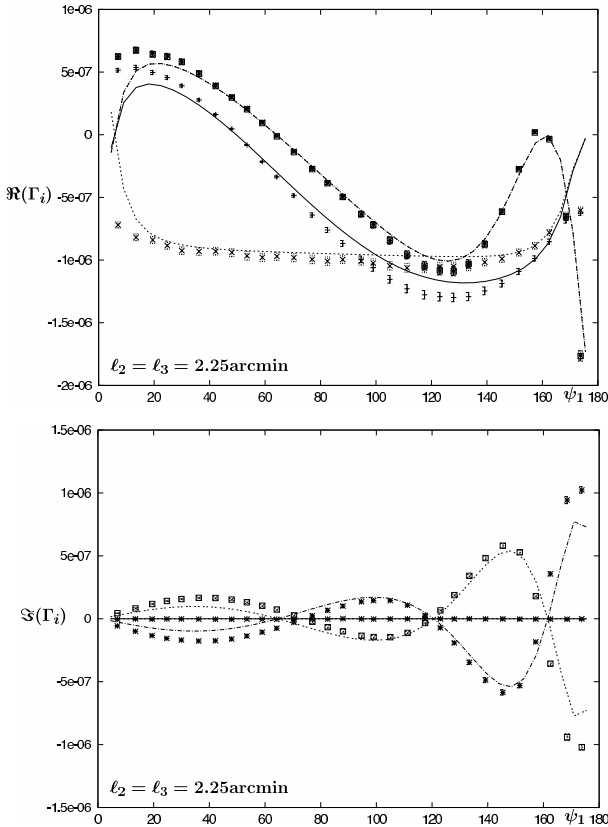 1e-06
5e-07
0
ℜ(Γᵢ)
-5e-07
-1e-06
-1.5e-06
-2e-06
ℓ₂ = ℓ₃ = 2.25arcmin
ψ₁
0 20 40 60 80 100 120 140 160 180
1.5e-06
1e-06
5e-07
ℑ(Γᵢ)
0
-5e-07
-1e-06
-1.5e-06
ℓ₂ = ℓ₃ = 2.25arcmin
ψ₁
0 20 40 60 80 100 120 140 160 180